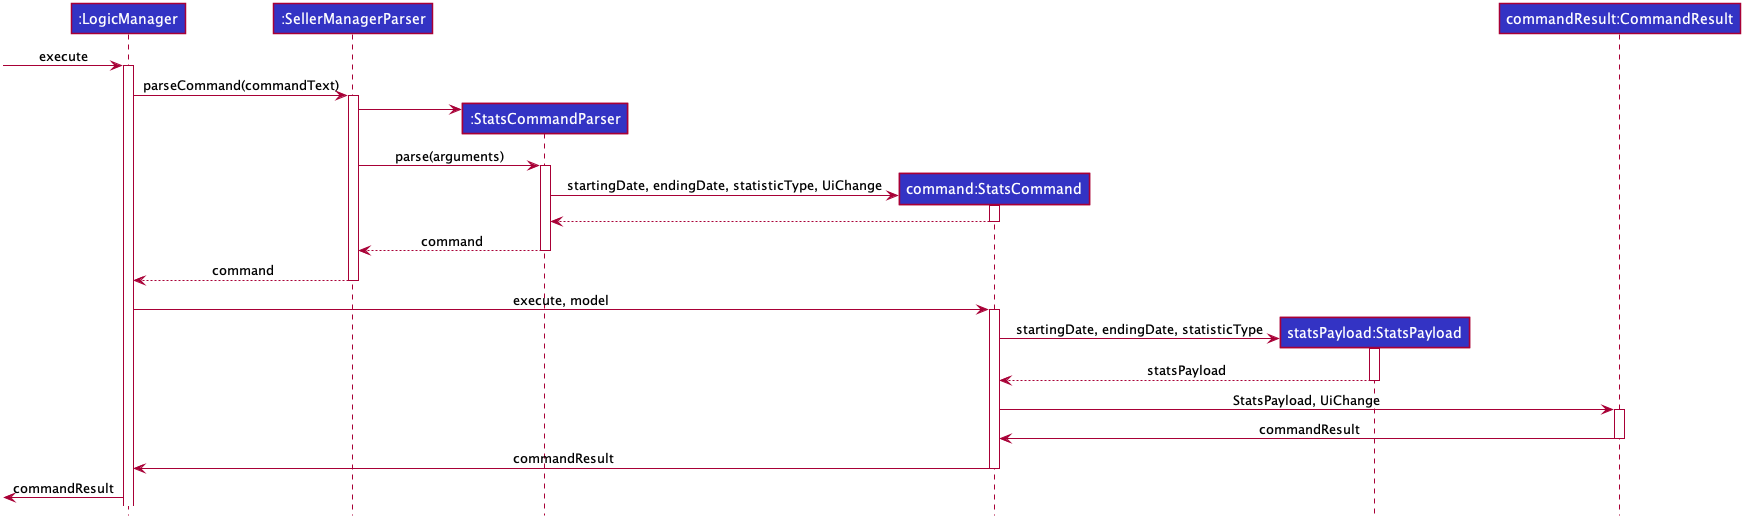 :LogicManager
:SellerManagerParser
commandResult:CommandResult
execute
parseCommand(commandText)
:StatsCommandParser
parse(arguments)
startingDate, endingDate, statisticType, UiChange
command:StatsCommand
command
command
execute, model
startingDate, endingDate, statisticType
statsPayload:StatsPayload
statsPayload
StatsPayload, UiChange
commandResult
commandResult
commandResult